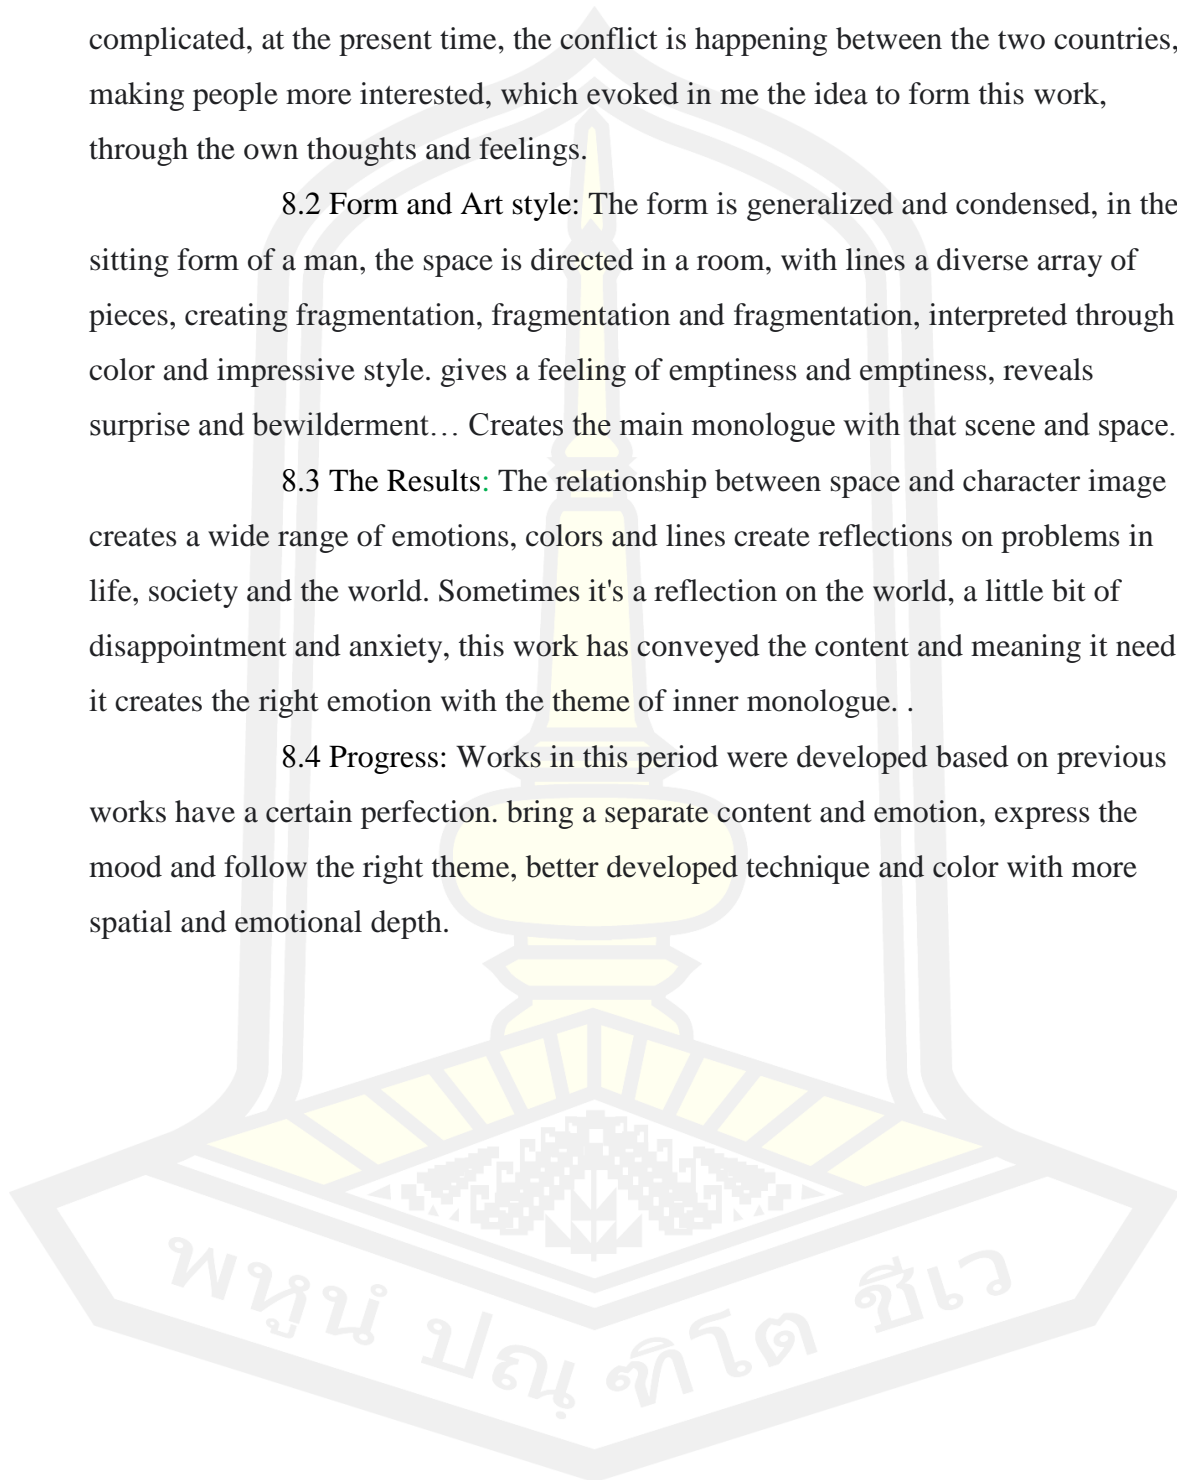 complicated, at the present time, the conflict is happening between the two countries,
making people more interested, which evoked in me the idea to form this work,
through the own thoughts and feelings.
8.2 Form and Art style: The form is generalized and condensed, in the
sitting form of a man, the space is directed in a room, with lines a diverse array of
pieces, creating fragmentation, fragmentation and fragmentation, interpreted through
color and impressive style. gives a feeling of emptiness and emptiness, reveals
surprise and bewilderment… Creates the main monologue with that scene and space.
8.3 The Results: The relationship between space and character image
creates a wide range of emotions, colors and lines create reflections on problems in
life, society and the world. Sometimes it's a reflection on the world, a little bit of
disappointment and anxiety, this work has conveyed the content and meaning it need
it creates the right emotion with the theme of inner monologue. .
8.4 Progress: Works in this period were developed based on previous
works have a certain perfection. bring a separate content and emotion, express the
mood and follow the right theme, better developed technique and color with more
spatial and emotional depth.
พหูนํ ปณฺฑิโต ชีเว